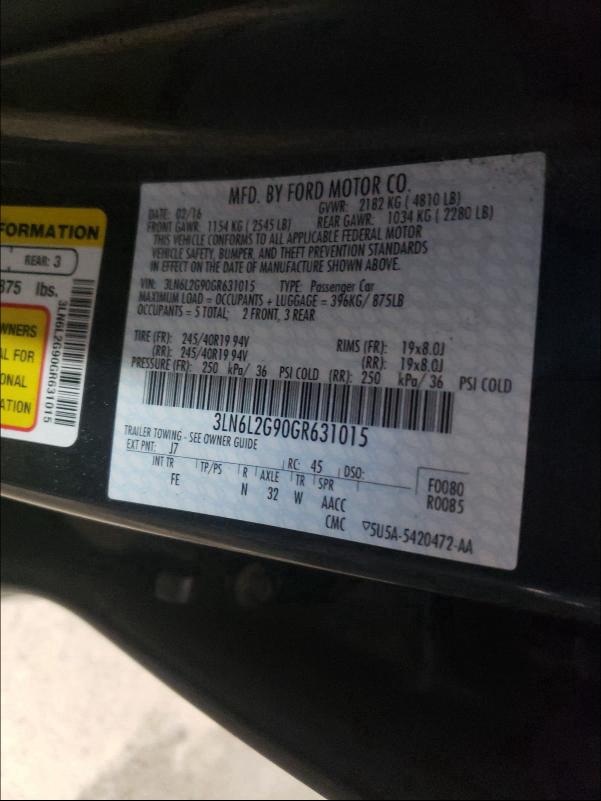 MFD. BY FORD MOTOR CO.
DATE: 02/16 GVWR: 2182 KG ( 4810 LB)
FRONT GAWR: 1154 KG ( 2545 LB) REAR GAWR: 1034 KG ( 2280 LB)
THIS VEHICLE CONFORMS TO ALL APPLICABLE FEDERAL MOTOR
VEHICLE SAFETY, BUMPER, AND THEFT PREVENTION STANDARDS
IN EFFECT ON THE DATE OF MANUFACTURE SHOWN ABOVE.
VIN: 3LN6L2G90GR631015 TYPE: Passenger Car
MAXIMUM LOAD = OCCUPANTS + LUGGAGE = 396KG/ 875LB
OCCUPANTS = 5 TOTAL; 2 FRONT, 3 REAR
TIRE (FR): 245/40R19 94V RIMS (FR): 19x8.0J
(RR): 245/40R19 94V (RR): 19x8.0J
PRESSURE (FR): 250 kPa/ 36 PSI COLD (RR): 250 kPa/ 36 PSI COLD
3LN6L2G90GR631015
TRAILER TOWING - SEE OWNER GUIDE
EXT PNT: J7 RC: 45 DSO:
INT TR TP/PS R AXLE TR SPR
FE N 32 W AACC
CMC
F0080
R0085
▽5U5A-5420472-AA
FORMATION
REAR: 3
875 lbs.
WNERS
AL FOR
ONAL
ATION
3LN6L2G90GR631015